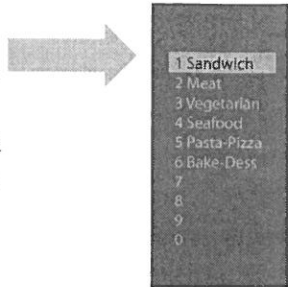 1 Sandwich
2 Meat
3 Vegetarian
4 Seafood
5 Pasta-Pizza
6 Bake-Dess
7
8
9
0